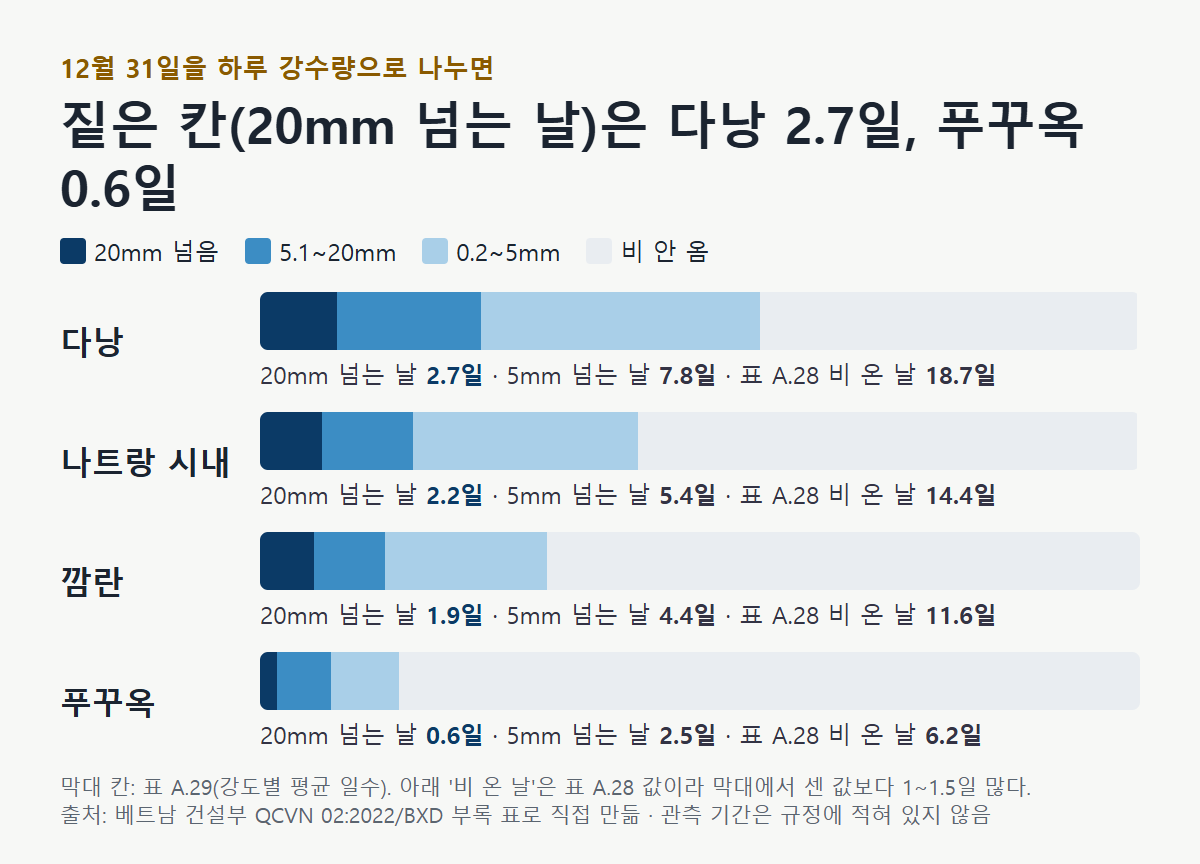 12월 31일을 하루 강수량으로 나누면
짙은 칸(20mm 넘는 날)은 다낭 2.7일, 푸꾸옥
0.6일
20mm 넘음 5.1~20mm 0.2~5mm 비 안 옴
다낭
20mm 넘는 날 2.7일 · 5mm 넘는 날 7.8일 · 표 A.28 비 온 날 18.7일
나트랑 시내
20mm 넘는 날 2.2일 · 5mm 넘는 날 5.4일 · 표 A.28 비 온 날 14.4일
깜란
20mm 넘는 날 1.9일 · 5mm 넘는 날 4.4일 · 표 A.28 비 온 날 11.6일
푸꾸옥
20mm 넘는 날 0.6일 · 5mm 넘는 날 2.5일 · 표 A.28 비 온 날 6.2일
막대 칸: 표 A.29(강도별 평균 일수). 아래 '비 온 날'은 표 A.28 값이라 막대에서 센 값보다 1~1.5일 많다.
출처: 베트남 건설부 QCVN 02:2022/BXD 부록 표로 직접 만듦 · 관측 기간은 규정에 적혀 있지 않음